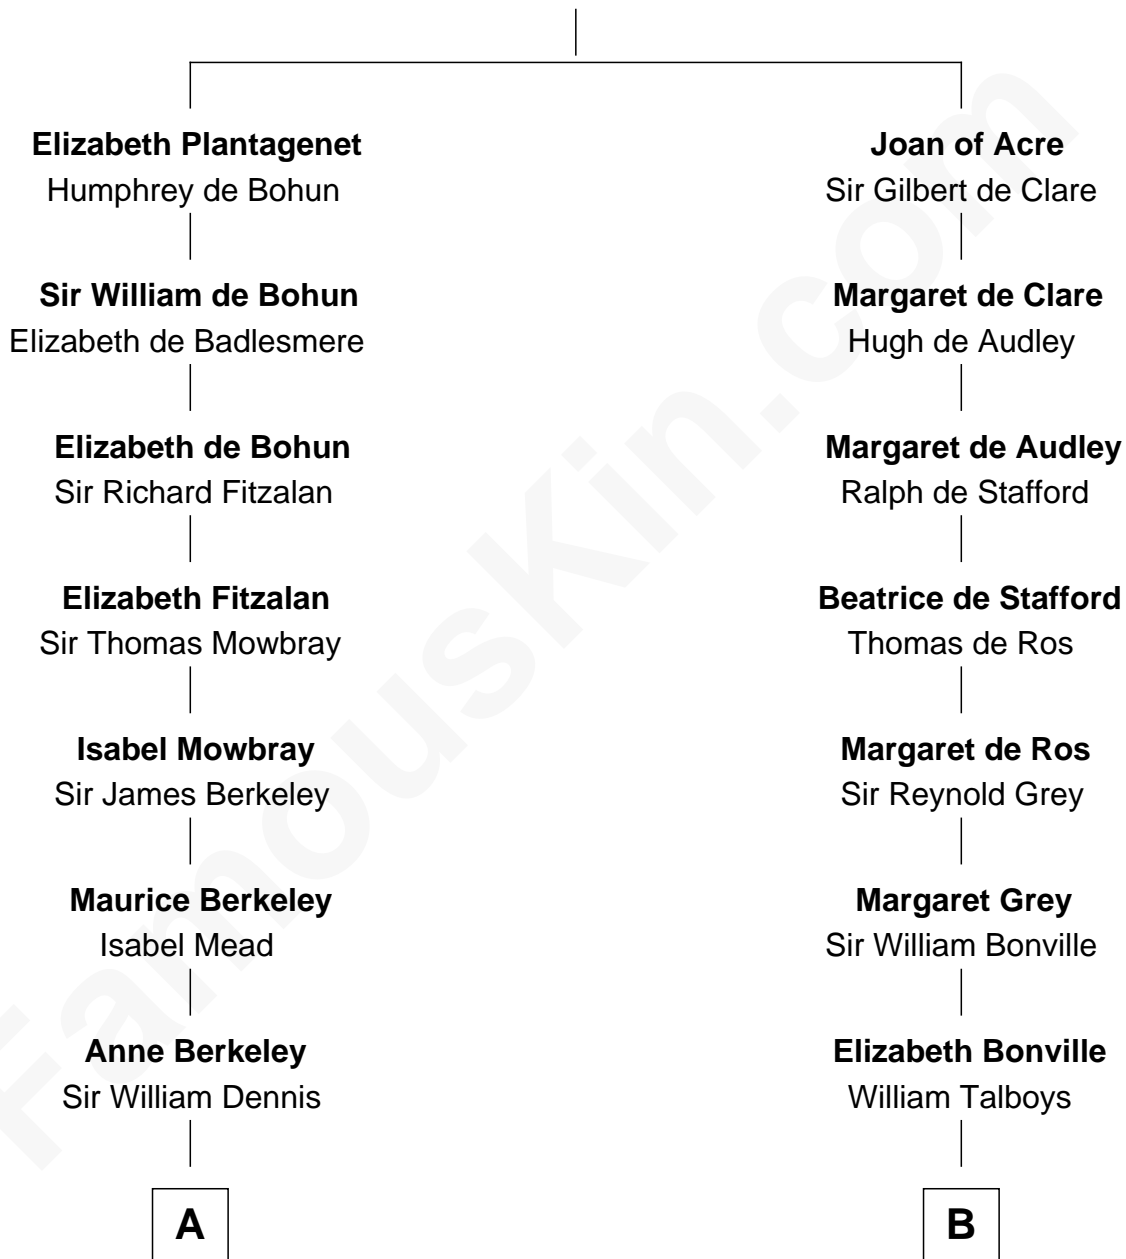 Elizabeth Plantagenet
Humphrey de Bohun
Sir William de Bohun
Elizabeth de Badlesmere
Elizabeth de Bohun
Sir Richard Fitzalan
Elizabeth Fitzalan
Sir Thomas Mowbray
Isabel Mowbray
Sir James Berkeley
Maurice Berkeley
Isabel Mead
Anne Berkeley
Sir William Dennis
A
Joan of Acre
Sir Gilbert de Clare
Margaret de Clare
Hugh de Audley
Margaret de Audley
Ralph de Stafford
Beatrice de Stafford
Thomas de Ros
Margaret de Ros
Sir Reynold Grey
Margaret Grey
Sir William Bonville
Elizabeth Bonville
William Talboys
B
FamousKin.com